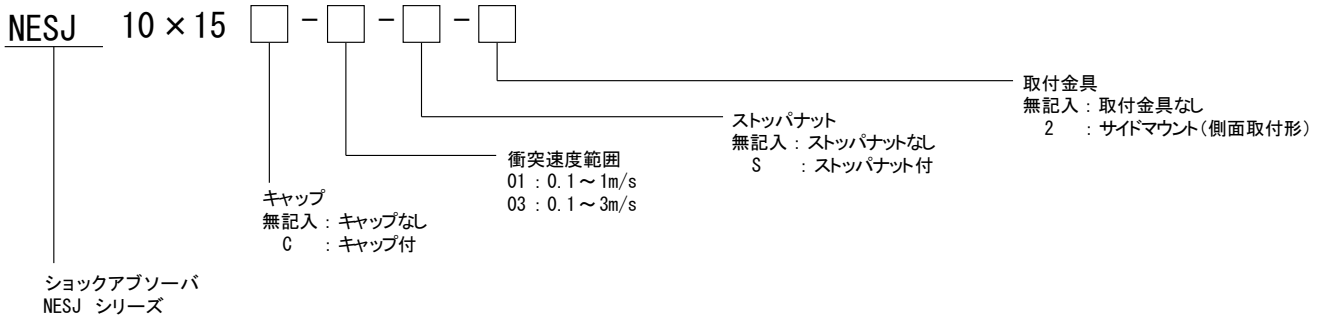 NESJ 10×15 □-□-□-□
取付金具
無記入：取付金具なし
2 ：サイドマウント(側面取付形)
ストッパナット
無記入：ストッパナットなし
S ：ストッパナット付
衝突速度範囲
01：0.1～1m/s
03：0.1～3m/s
キャップ
無記入：キャップなし
C ：キャップ付
ショックアブソーバ
NESJ シリーズ